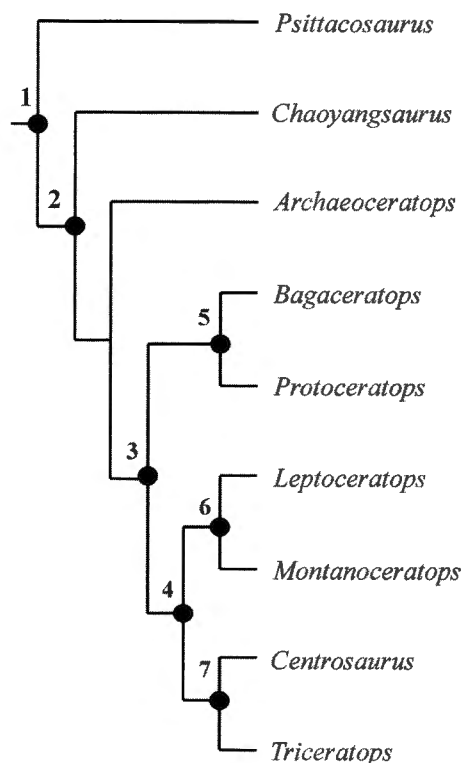 Psittacosaurus
1
Chaoyangsaurus
2
Archaeoceratops
Bagaceratops
5
Protoceratops
3
Leptoceratops
6
Montanoceratops
4
Centrosaurus
7
Triceratops